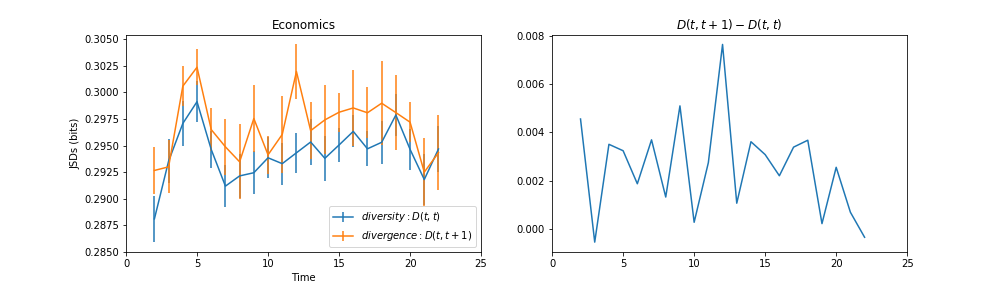 Economics
0.3050
0.3025
0.3000
0.2975
0.2950
0.2925
0.2900
0.2875
0.2850
JSDs (bits)
0 5 10 15 20 25
Time
diversity : D(t, t)
divergence : D(t, t + 1)
D(t, t + 1) − D(t, t)
0.008
0.006
0.004
0.002
0.000
0 5 10 15 20 25